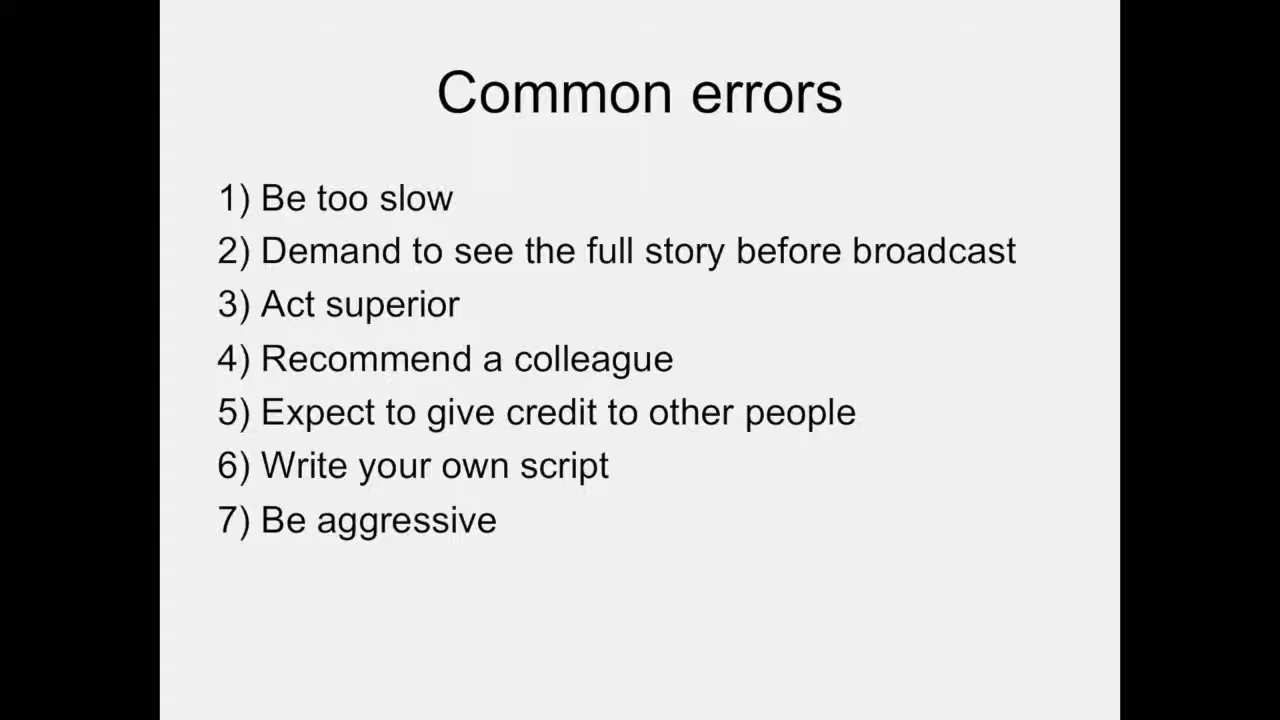 Common errors
1) Be too slow
2) Demand to see the full story before broadcast
3) Act superior
4) Recommend a colleague
5) Expect to give credit to other people
6) Write your own script
7) Be aggressive